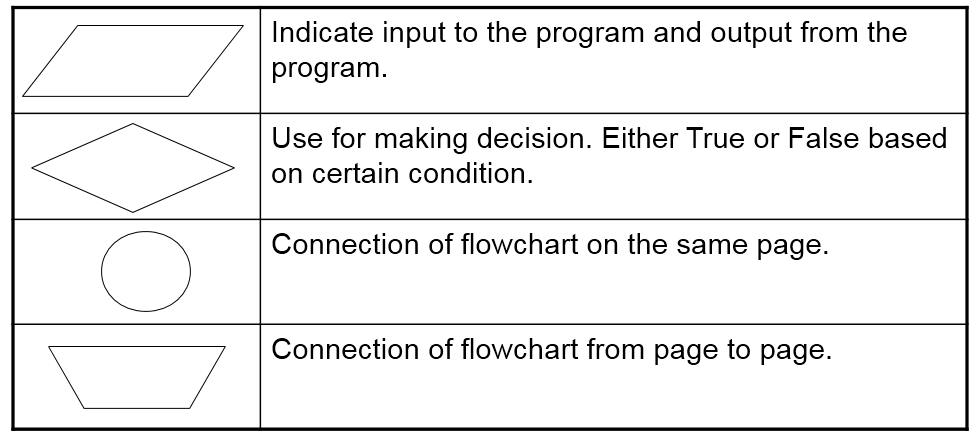 Indicate input to the program and output from the
program.
Use for making decision. Either True or False based
on certain condition.
Connection of flowchart on the same page.
Connection of flowchart from page to page.